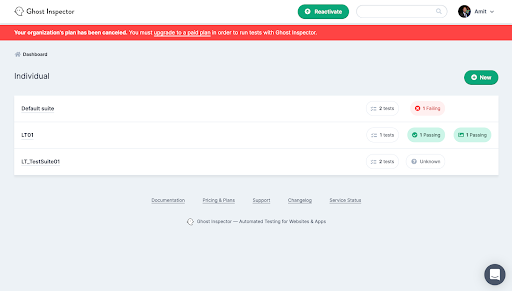 Ghost Inspector
Reactivate
Amit
Your organization's plan has been canceled. You must upgrade to a paid plan in order to run tests with Ghost Inspector.
Dashboard
Individual
New
Default suite
2 tests
1 Failing
LT01
1 tests
1 Passing
1 Passing
LT_TestSuite01
2 tests
Unknown
Documentation
Pricing & Plans
Support
Changelog
Service Status
Ghost Inspector — Automated Testing for Websites & Apps